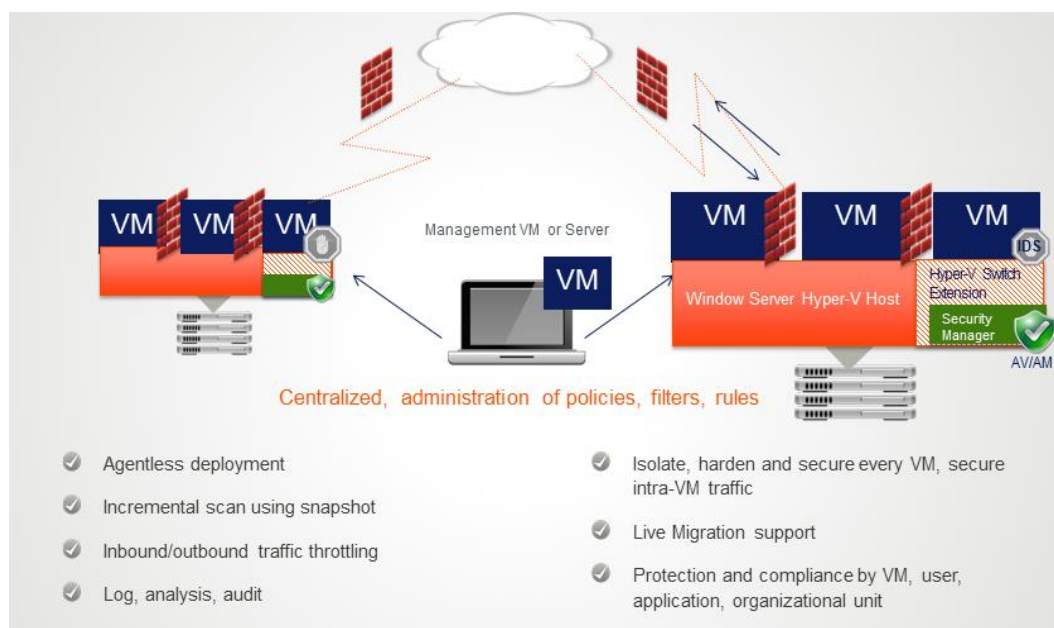 VM
VM
VM
Management VM or Server
VM
VM
VM
VM
IDS
Window Server Hyper-V Host
Hyper-V Switch
Extension
Security
Manager
AV/AM
Centralized, administration of policies, filters, rules
Agentless deployment
Incremental scan using snapshot
Inbound/outbound traffic throttling
Log, analysis, audit
Isolate, harden and secure every VM, secure
intra-VM traffic
Live Migration support
Protection and compliance by VM, user,
application, organizational unit